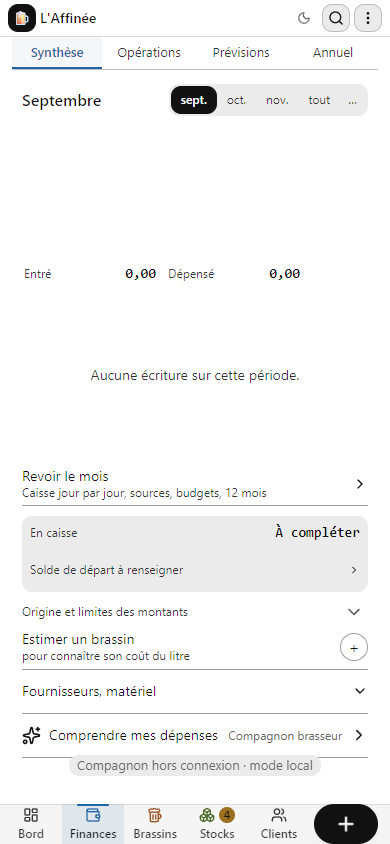 L'Affinée
Synthèse Opérations Prévisions Annuel
Septembre sept. oct. nov. tout ...
Entré 0,00 Dépensé 0,00
Aucune écriture sur cette période.
Revoir le mois
Caisse jour par jour, sources, budgets, 12 mois
En caisse À compléter
Solde de départ à renseigner
Origine et limites des montants
Estimer un brassin
pour connaître son coût du litre
Fournisseurs, matériel
Comprendre mes dépenses Compagnon brasseur
Compagnon hors connexion · mode local
4
Bord Finances Brassins Stocks Clients